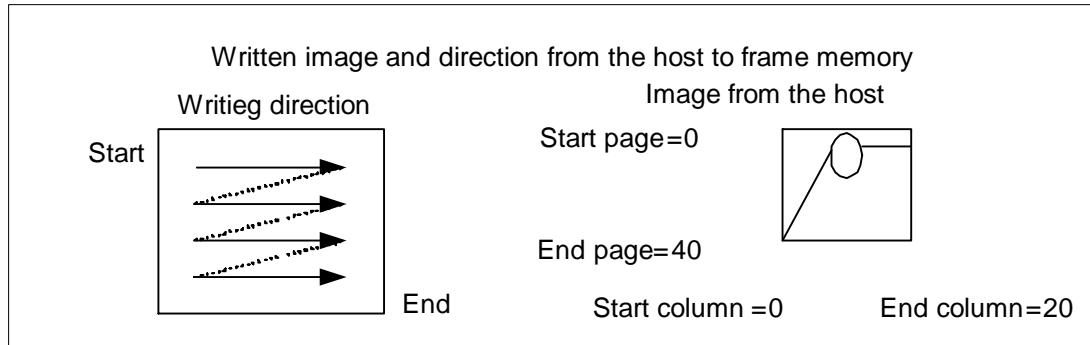 Written image and direction from the host to frame memory
Writieg direction
Image from the host
Start
Start page=0
End page=40
End
Start column =0
End column=20